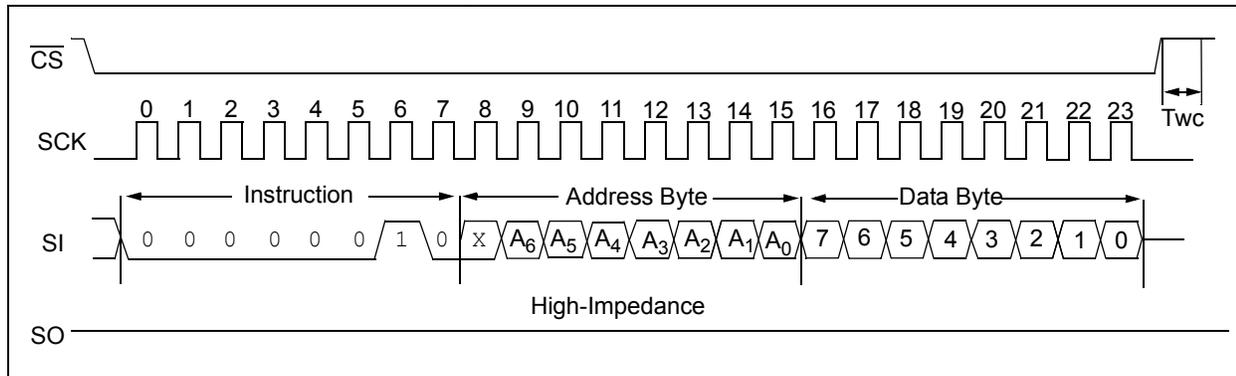 CS
0 1 2 3 4 5 6 7 8 9 10 11 12 13 14 15 16 17 18 19 20 21 22 23
Twc
SCK
Instruction Address Byte Data Byte
SI 0 0 0 0 0 0 1 0 X A6 A5 A4 A3 A2 A1 A0 7 6 5 4 3 2 1 0
High-Impedance
SO